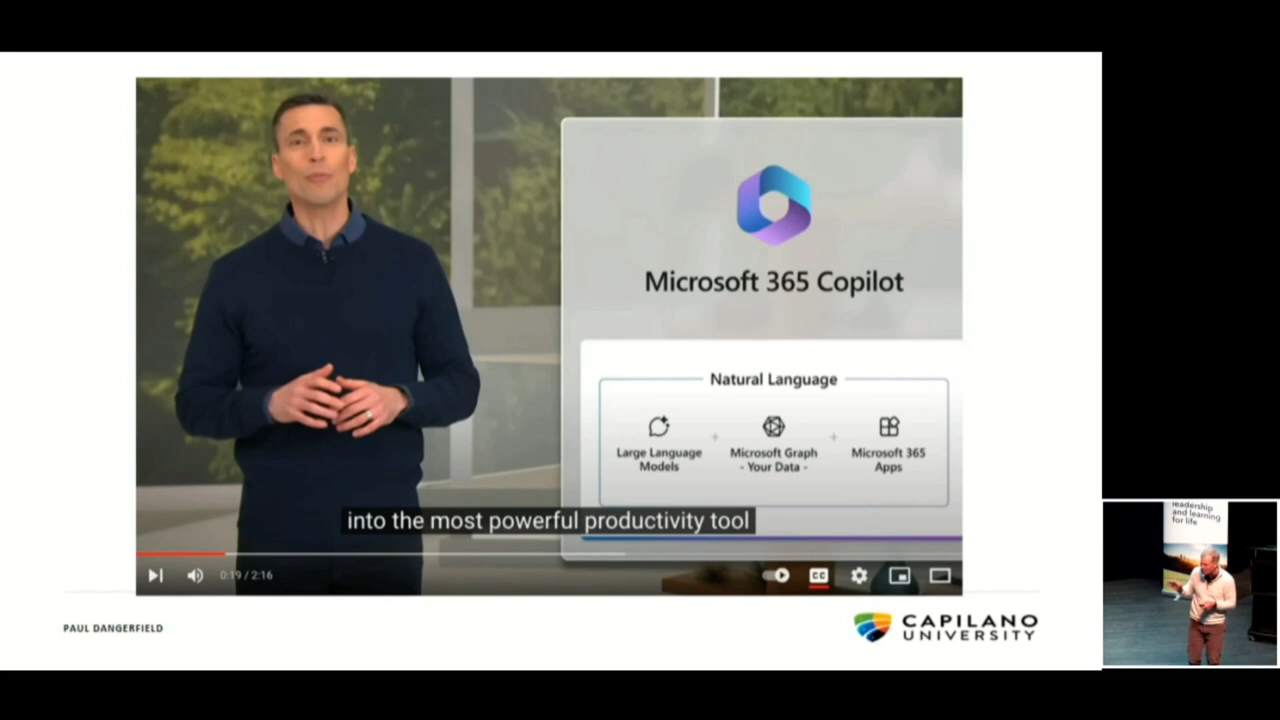 Microsoft 365 Copilot
Natural Language
Large Language
Models
+
Microsoft Graph
- Your Data -
+
Microsoft 365
Apps
into the most powerful productivity tool
0:19 / 2:16
CC
PAUL DANGERFIELD
CAPILANO
UNIVERSITY
leadership
and learning
for life